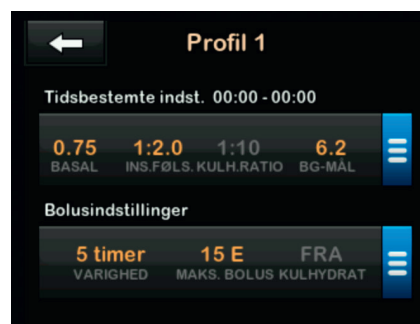 Profil 1
Tidsbestemte indst. 00:00 - 00:00
0.75 1:2.0 1:10 6.2
BASAL INS.FØLS. KULH.RATIO BG-MÅL
Bolusindstillinger
5 timer 15 E FRA
VARIGHED MAKS. BOLUS KULHYDRAT